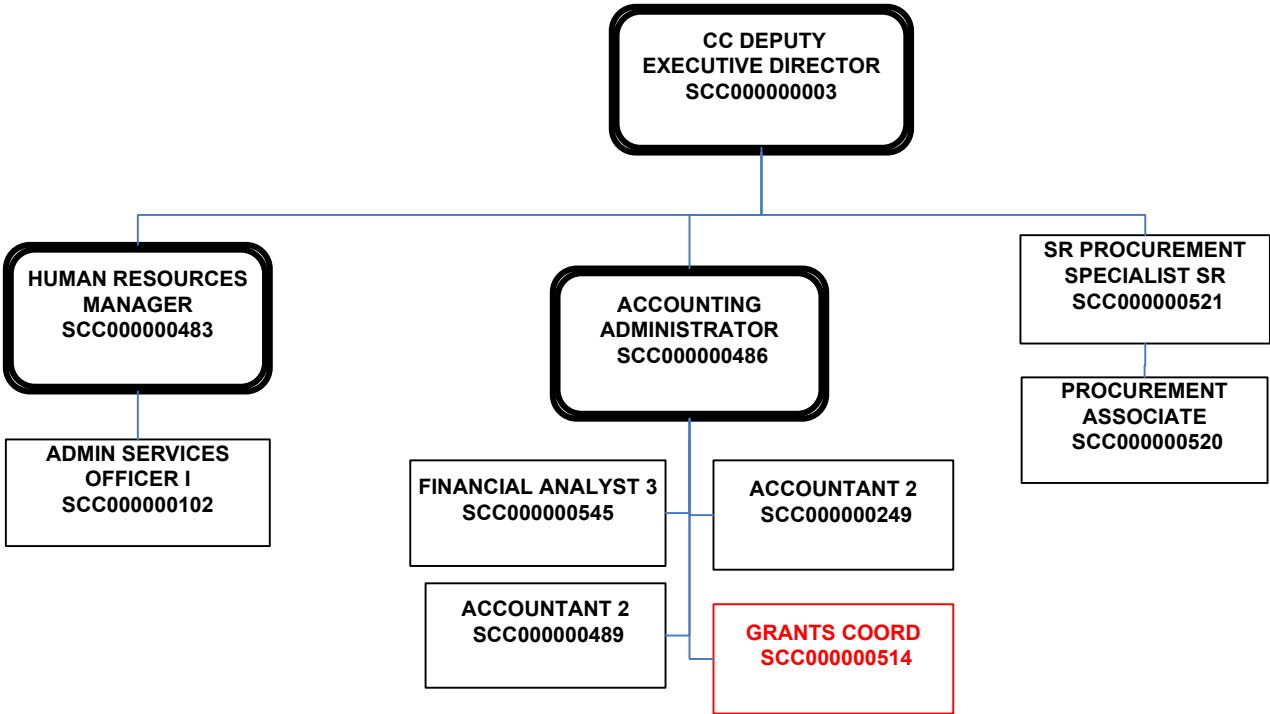 CC DEPUTY
EXECUTIVE DIRECTOR
SCC000000003
HUMAN RESOURCES
MANAGER
SCC000000483
ACCOUNTING
ADMINISTRATOR
SCC000000486
SR PROCUREMENT
SPECIALIST SR
SCC000000521
PROCUREMENT
ASSOCIATE
SCC000000520
ADMIN SERVICES
OFFICER I
SCC000000102
FINANCIAL ANALYST 3
SCC000000545
ACCOUNTANT 2
SCC000000249
ACCOUNTANT 2
SCC000000489
GRANTS COORD
SCC000000514